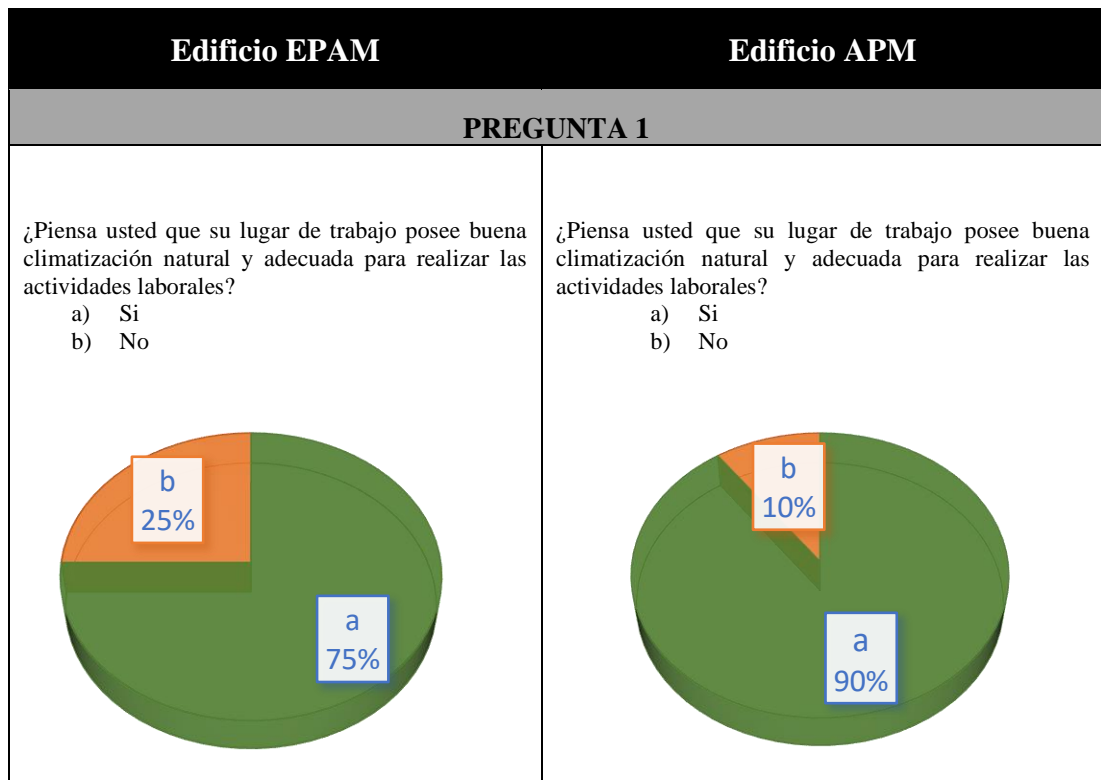 Edificio EPAM
Edificio APM
PREGUNTA 1
¿Piensa usted que su lugar de trabajo posee buena
climatización natural y adecuada para realizar las
actividades laborales?
a) Si
b) No
b
25%
a
75%
¿Piensa usted que su lugar de trabajo posee buena
climatización natural y adecuada para realizar las
actividades laborales?
a) Si
b) No
b
10%
a
90%